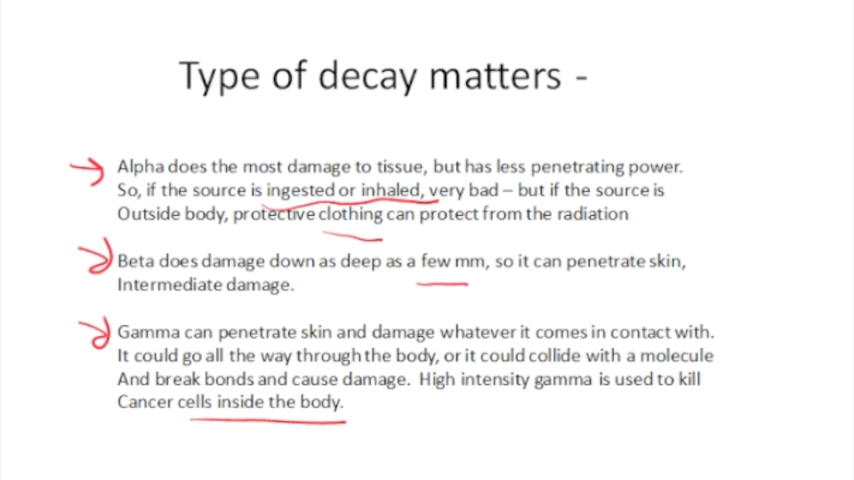 Type of decay matters -
Alpha does the most damage to tissue, but has less penetrating power.
So, if the source is ingested or inhaled, very bad – but if the source is
Outside body, protective clothing can protect from the radiation
Beta does damage down as deep as a few mm, so it can penetrate skin,
Intermediate damage.
Gamma can penetrate skin and damage whatever it comes in contact with.
It could go all the way through the body, or it could collide with a molecule
And break bonds and cause damage. High intensity gamma is used to kill
Cancer cells inside the body.